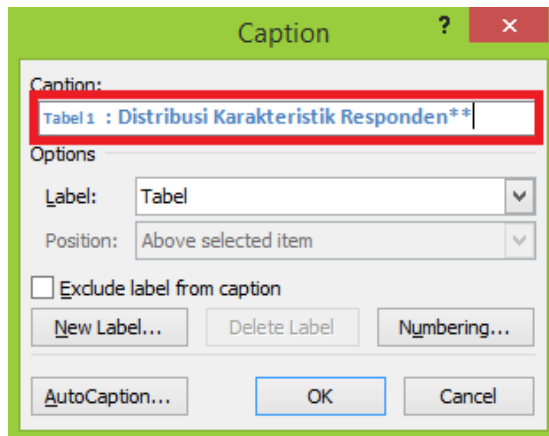 Caption ? ×
Caption:
Tabel 1 : Distribusi Karakteristik Responden**
Options
Label: Tabel
Position: Above selected item
Exclude label from caption
New Label... Delete Label Numbering...
AutoCaption... OK Cancel